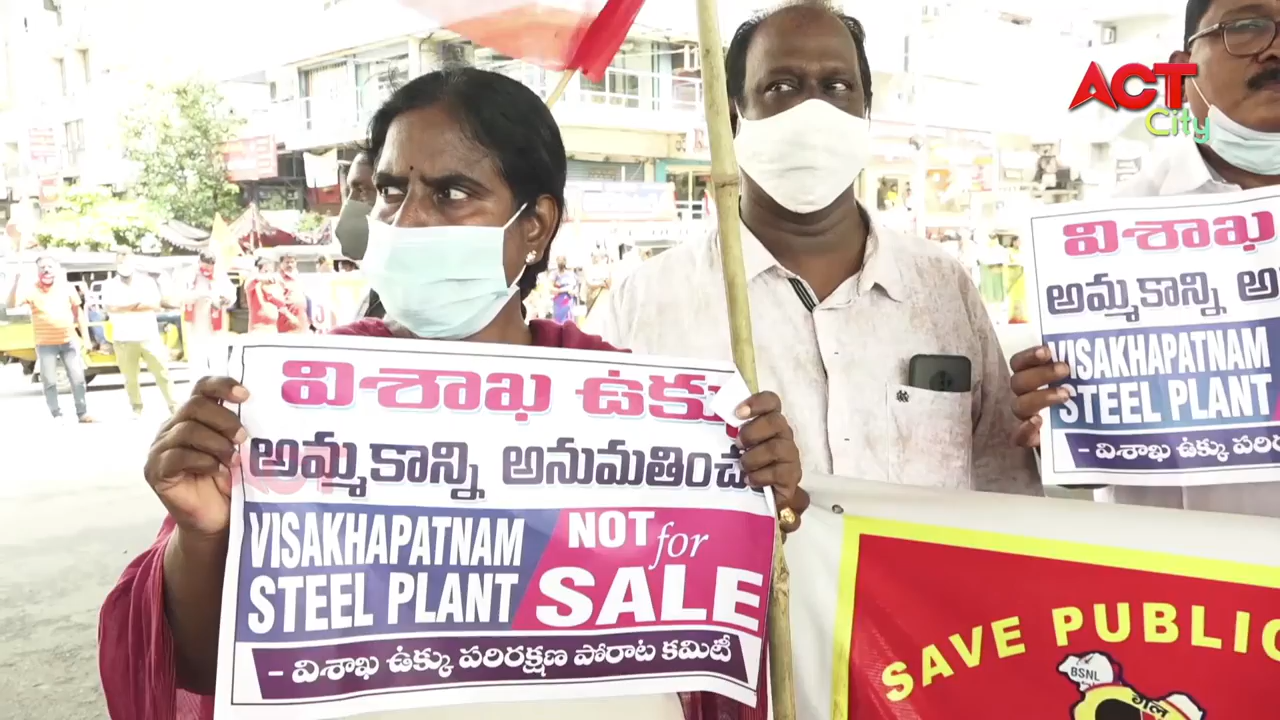 ACT
City
విశాఖ ఉక్కు
అమ్మకాన్ని అనుమతించం
VISAKHAPATNAM
STEEL PLANT
NOT for
SALE
- విశాఖ ఉక్కు పరిరక్షణ పోరాట కమిటీ
విశాఖ
అమ్మకాన్ని
VISAKHAPATNAM
STEEL PLANT
- విశాఖ ఉక్కు
SAVE PUBLIC
BSNL